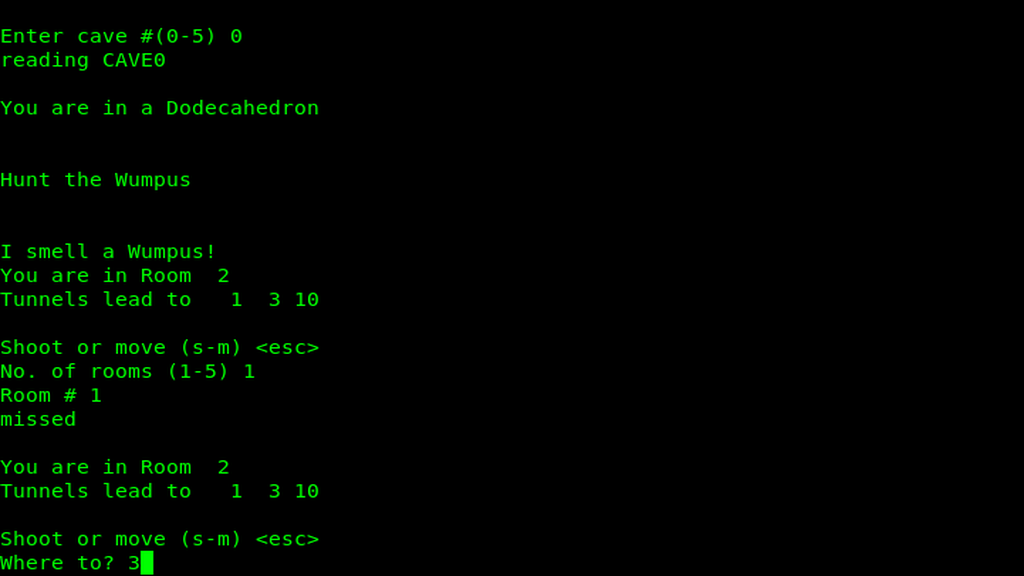 Enter cave #(0-5) 0
reading CAVE0
You are in a Dodecahedron
Hunt the Wumpus
I smell a Wumpus!
You are in Room  2
Tunnels lead to   1  3 10
Shoot or move (s-m) <esc>
No. of rooms (1-5) 1
Room # 1
missed
You are in Room  2
Tunnels lead to   1  3 10
Shoot or move (s-m) <esc>
Where to? 3